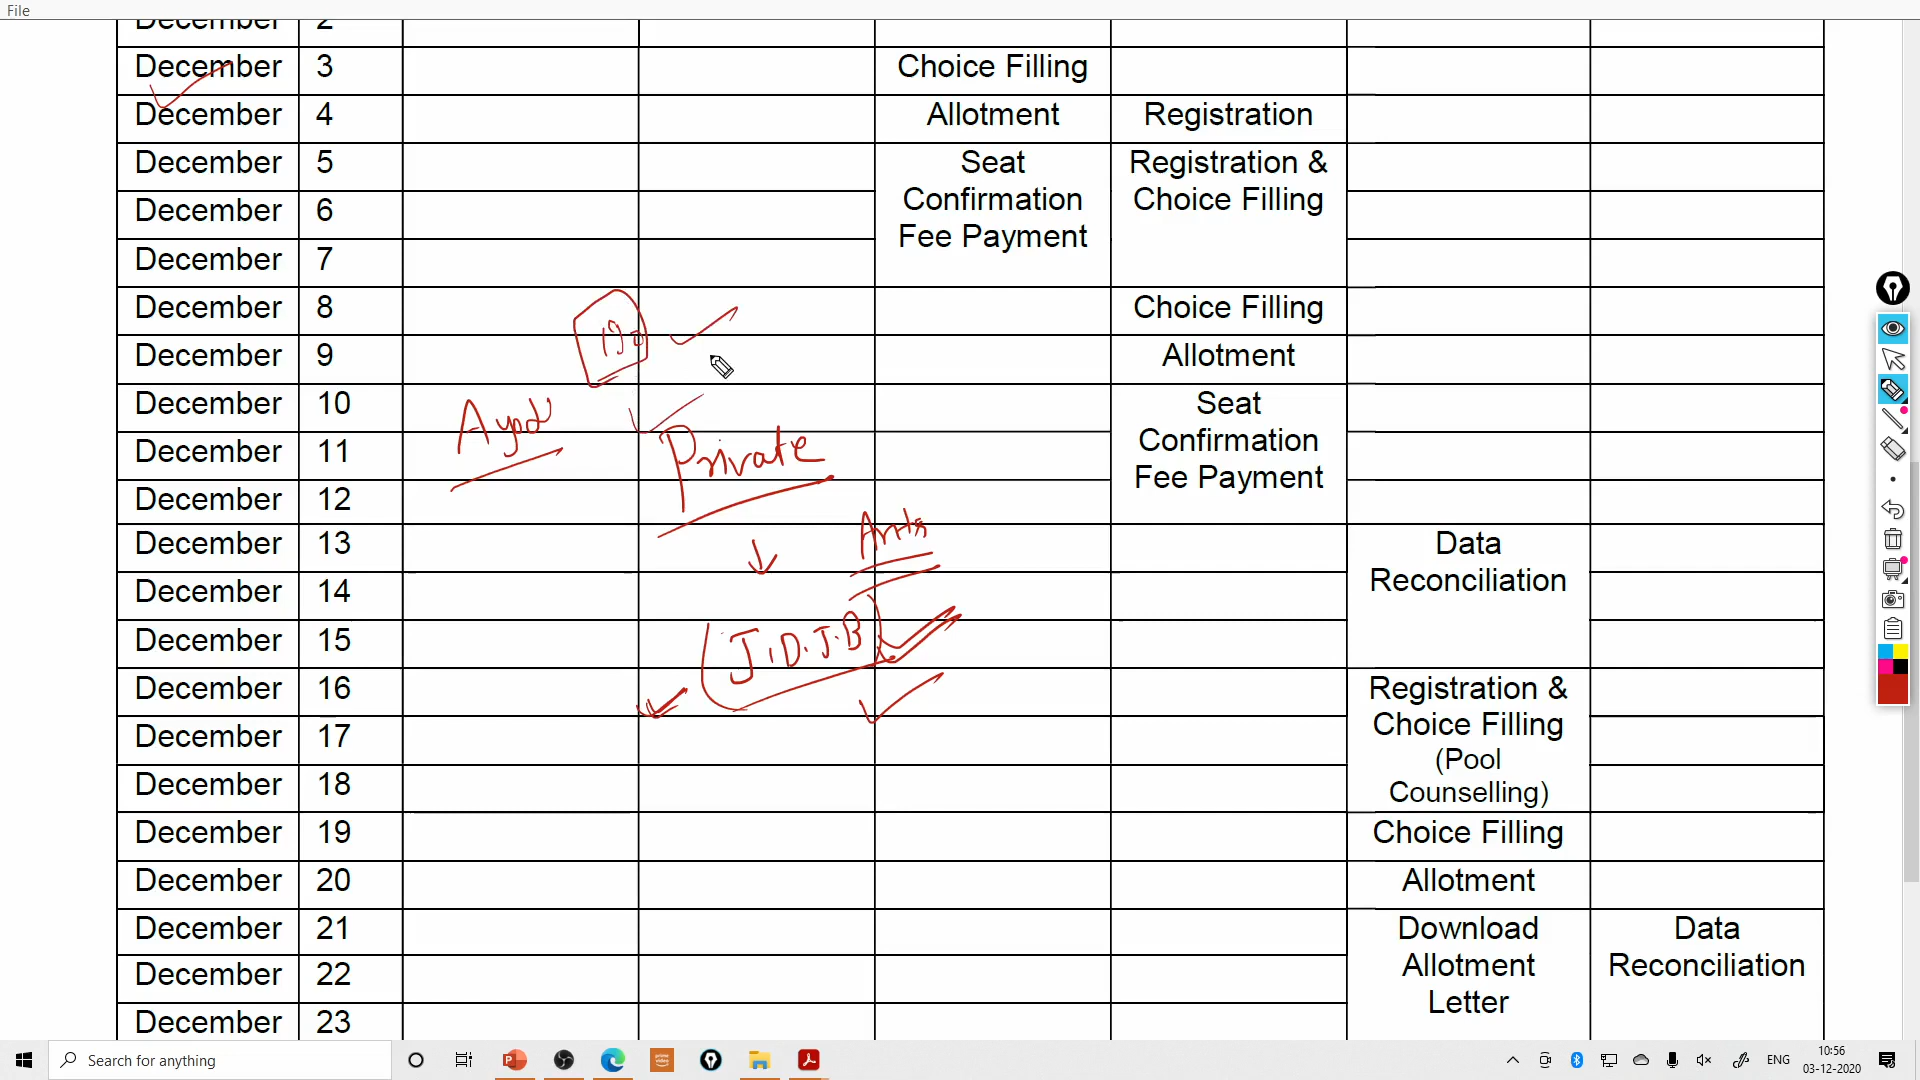 File
December 2
December 3 Choice Filling
December 4 Allotment Registration
December 5 Seat Registration &
Confirmation Choice Filling
December 6
Fee Payment
December 7
December 8 Choice Filling
December 9 Allotment
December 10 Seat
Confirmation
December 11
Fee Payment
December 12
Private
Arts
December 13 Data
Reconciliation
December 14
December 15
J.D.J.B
December 16 Registration &
Choice Filling
December 17
(Pool
Counselling)
December 18
December 19 Choice Filling
December 20 Allotment
December 21 Download Data
Allotment Reconciliation
December 22
Letter
December 23
Search for anything
prime video
ENG
10:56
03-12-2020